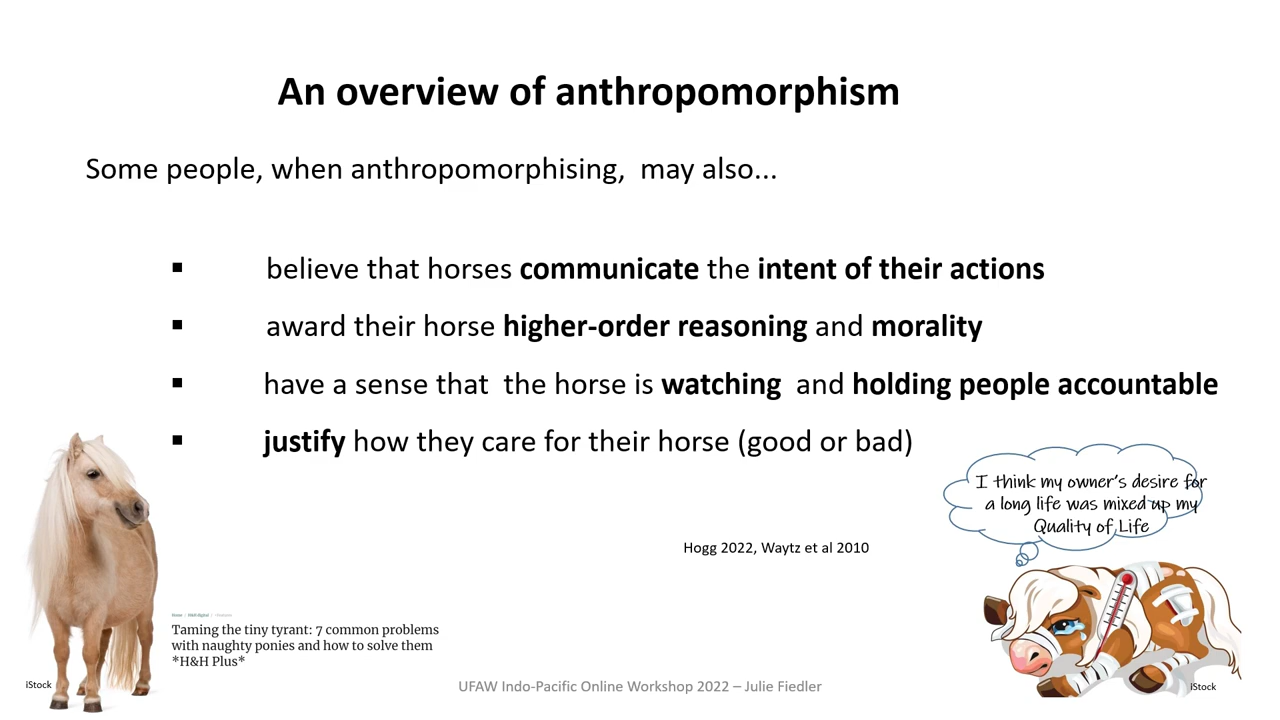 An overview of anthropomorphism
Some people, when anthropomorphising,  may also...
▪ believe that horses communicate the intent of their actions
▪ award their horse higher-order reasoning and morality
▪ have a sense that  the horse is watching  and holding people accountable
▪ justify how they care for their horse (good or bad)
I think my owner's desire for
a long life was mixed up my
Quality of Life
Hogg 2022, Waytz et al 2010
Taming the tiny tyrant: 7 common problems
with naughty ponies and how to solve them
*H&H Plus*
iStock
UFAW Indo-Pacific Online Workshop 2022 – Julie Fiedler
iStock